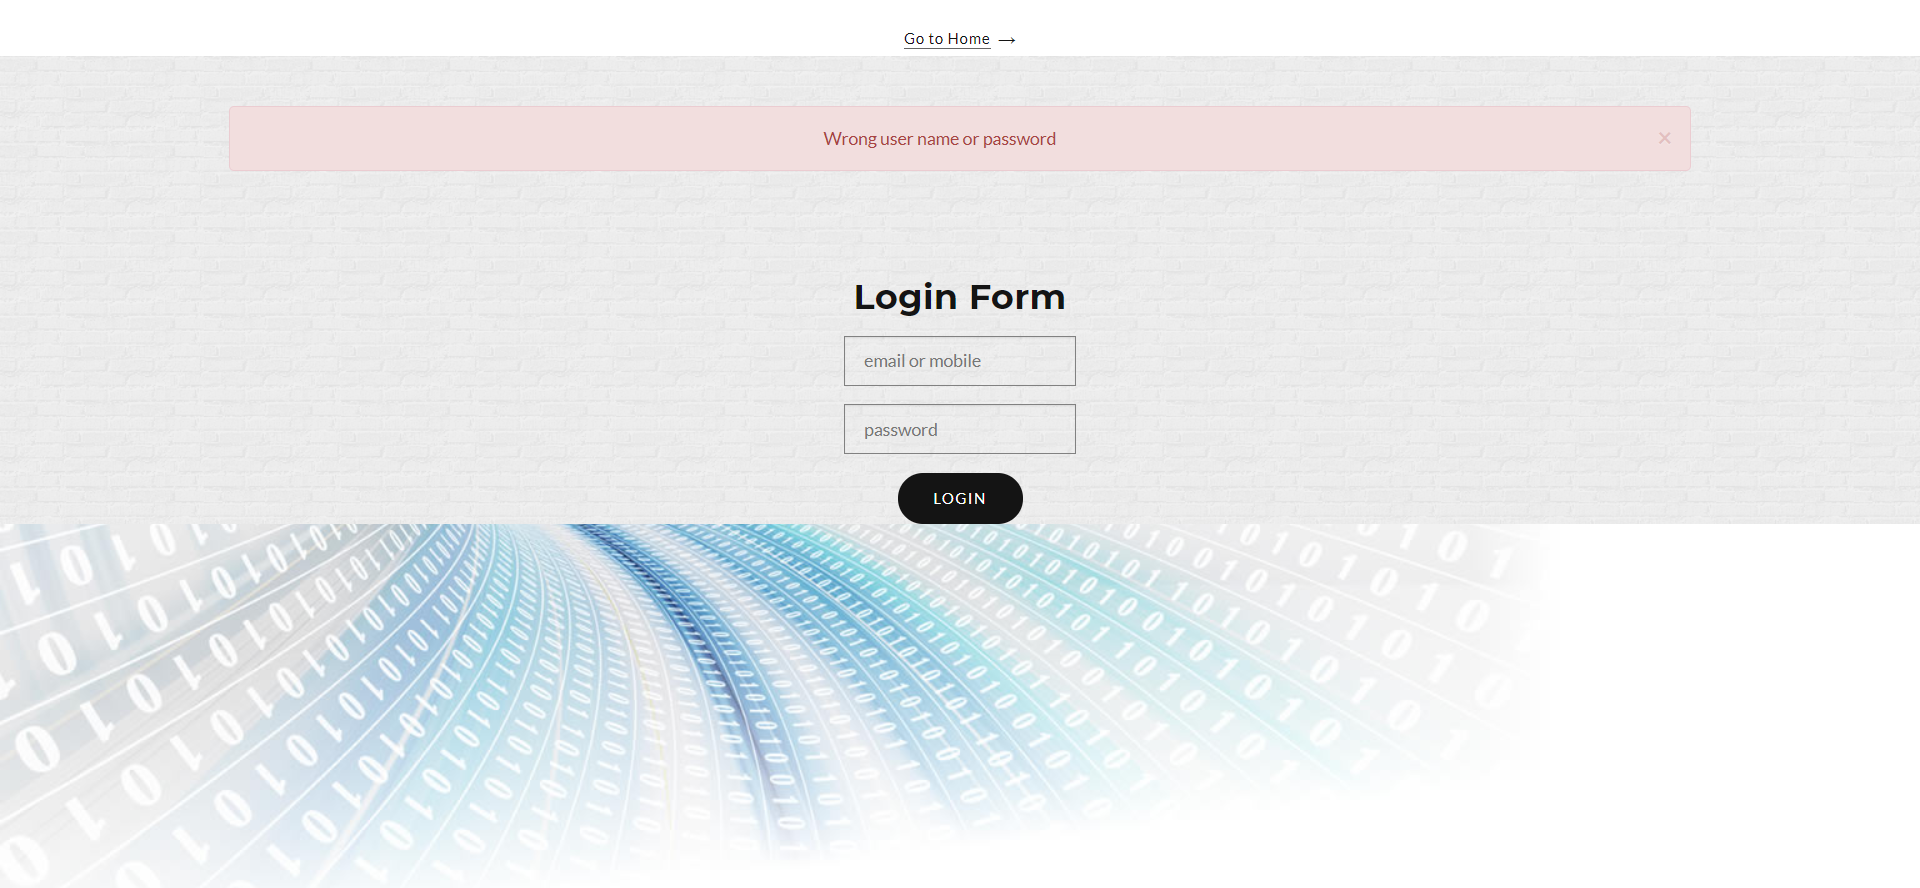 Go to Home →
Wrong user name or password ×
Login Form
email or mobile
password
LOGIN